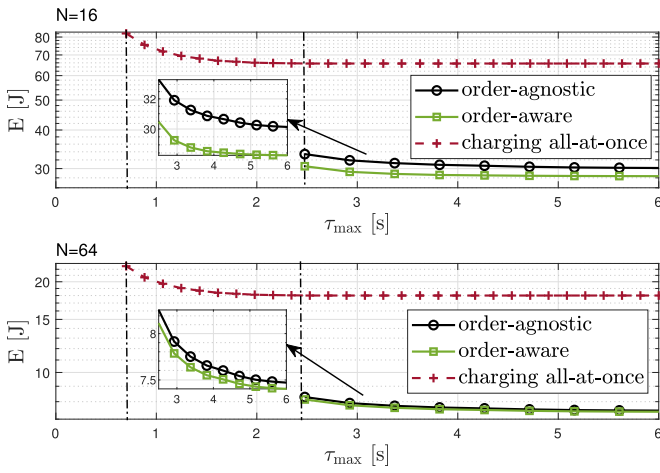 N=16
80
70
60
50
40
30
E [J]
32
30
3 4 5 6
order-agnostic
order-aware
charging all-at-once
0 1 2 3 4 5 6
τmax [s]
N=64
20
15
10
E [J]
8
7.5
3 4 5 6
order-agnostic
order-aware
charging all-at-once
0 1 2 3 4 5 6
τmax [s]